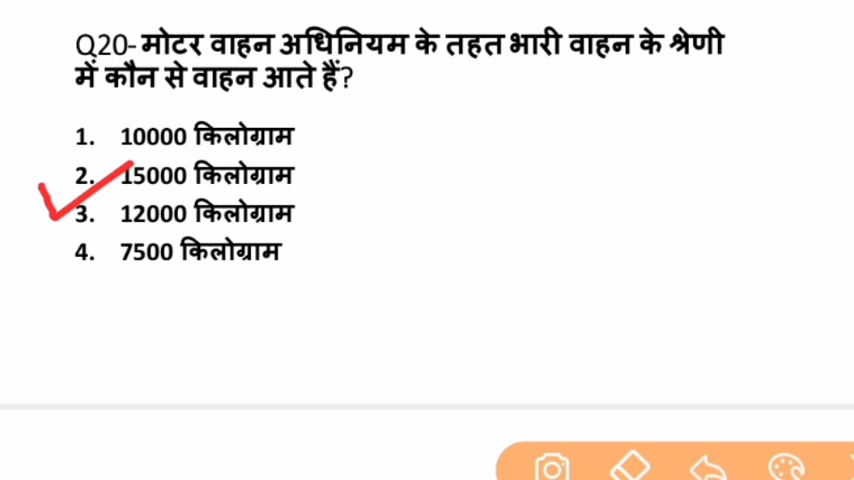 Q20- मोटर वाहन अधिनियम के तहत भारी वाहन के श्रेणी
में कौन से वाहन आते हैं?
1. 10000 किलोग्राम
2. 15000 किलोग्राम
3. 12000 किलोग्राम
4. 7500 किलोग्राम